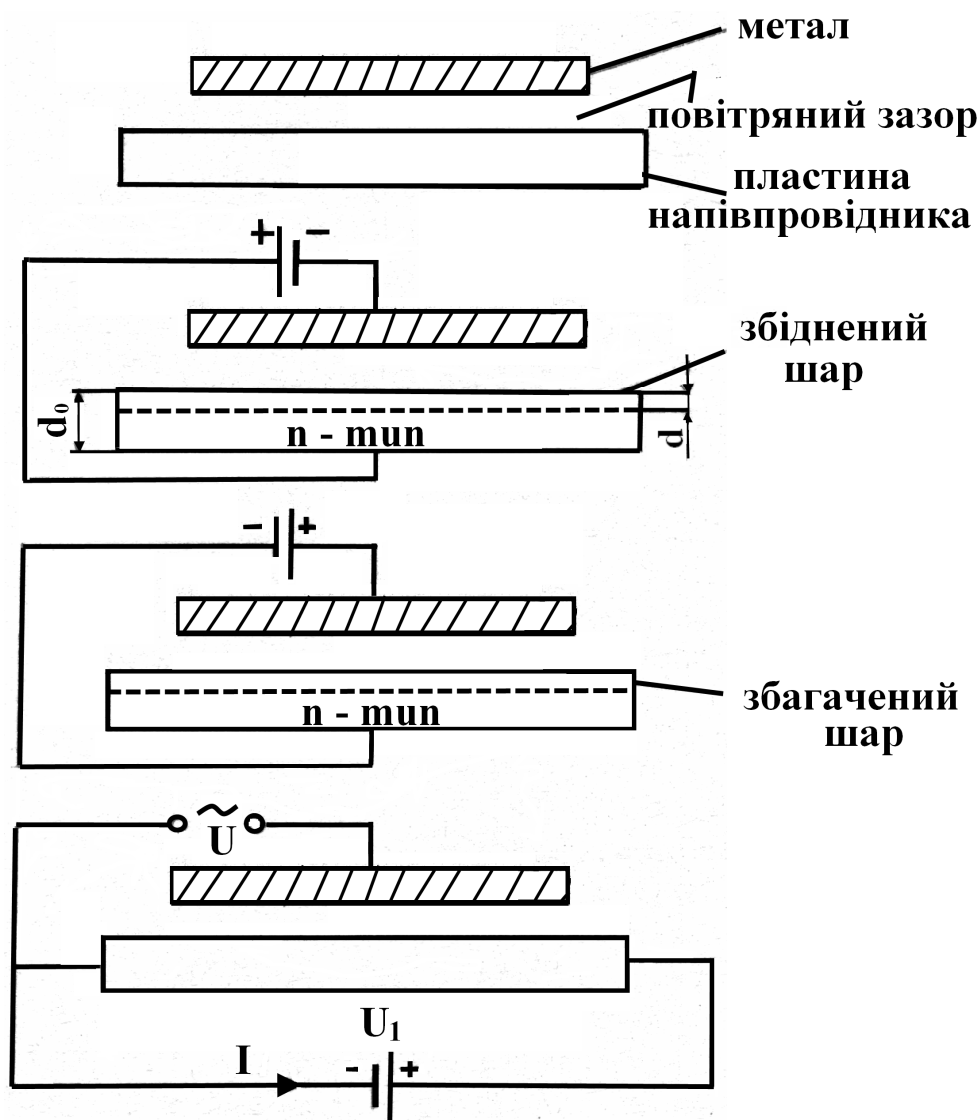 метал
повітряний зазор
пластина
напівпровідника
+ -
збіднений
шар
d₀
n - тип
d
- +
n - тип
збагачений
шар
~
U
U₁
I
- +